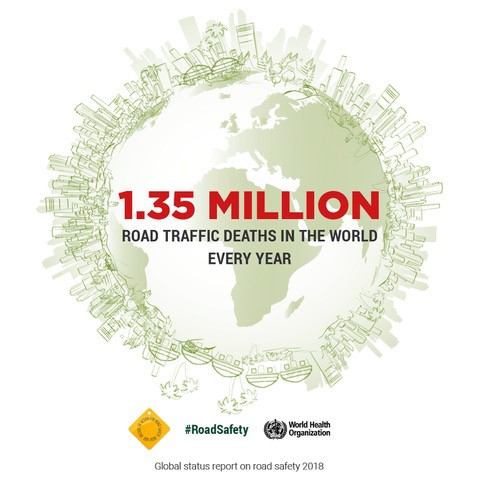 1.35 MILLION
ROAD TRAFFIC DEATHS IN THE WORLD
EVERY YEAR
#RoadSafety
World Health
Organization
Global status report on road safety 2018